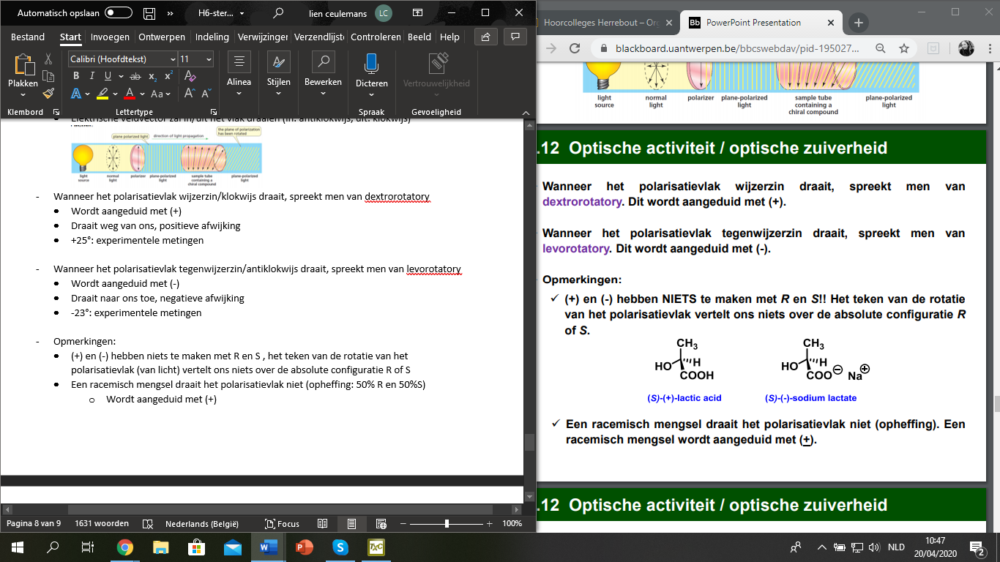 Automatisch opslaan
H6-ster...
lien ceulemans
LC
Bestand Start Invoegen Ontwerpen Indeling Verwijzingen Verzendlijste Controleren Beeld Help
Calibri (Hoofdtekst) 11
Plakken
Alinea Stijlen Bewerken Dicteren Vertrouwelijkheid
Klembord Lettertype Spraak Gevoeligheid
Elektrische veldvector zal in/uit het vlak draaien (in: antiklokwijs, uit: klokwijs)
plane polarized light
direction of light propagation
the plane of polarization
has been rotated
light source
normal light
polarizer
plane-polarized light
sample tube containing a chiral compound
plane-polarized light
- Wanneer het polarisatievlak wijzerzin/klokwijs draait, spreekt men van dextrorotatory
• Wordt aangeduid met (+)
• Draait weg van ons, positieve afwijking
• +25°: experimentele metingen
- Wanneer het polarisatievlak tegenwijzerzin/antiklokwijs draait, spreekt men van levorotatory
• Wordt aangeduid met (-)
• Draait naar ons toe, negatieve afwijking
• -23°: experimentele metingen
- Opmerkingen:
• (+) en (-) hebben niets te maken met R en S , het teken van de rotatie van het
polarisatievlak (van licht) vertelt ons niets over de absolute configuratie R of S
• Een racemisch mengsel draait het polarisatievlak niet (opheffing: 50% R en 50%S)
o Wordt aangeduid met (+)
Pagina 8 van 9 1631 woorden Nederlands (België) Focus 100%
Hoorcolleges Herrebout – Org
Bb PowerPoint Presentation
blackboard.uantwerpen.be/bbcswebdav/pid-195027...
light source
normal light
polarizer
plane-polarized light
sample tube containing a chiral compound
plane-polarized light
.12 Optische activiteit / optische zuiverheid
Wanneer het polarisatievlak wijzerzin draait, spreekt men van
dextrorotatory. Dit wordt aangeduid met (+).
Wanneer het polarisatievlak tegenwijzerzin draait, spreekt men van
levorotatory. Dit wordt aangeduid met (-).
Opmerkingen:
✓ (+) en (-) hebben NIETS te maken met R en S!! Het teken van de rotatie
van het polarisatievlak vertelt ons niets over de absolute configuratie R
of S.
CH3 CH3
HO H HO H
COOH COO⊖ Na⊕
(S)-(+)-lactic acid (S)-(-)-sodium lactate
✓ Een racemisch mengsel draait het polarisatievlak niet (opheffing). Een
racemisch mengsel wordt aangeduid met (+).
.12 Optische activiteit / optische zuiverheid
NLD
10:47
20/04/2020
2